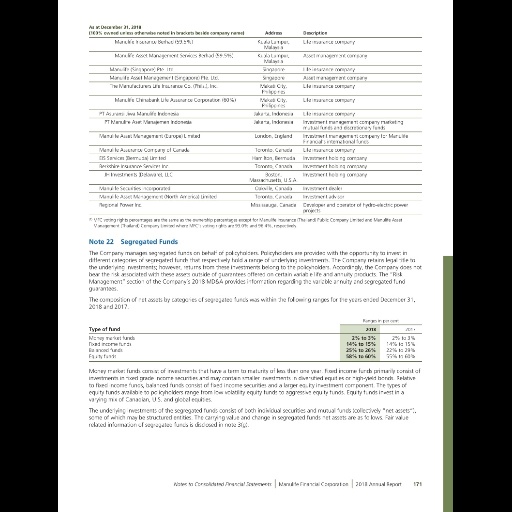 As at December 31, 2018
(100% owned unless otherwise noted in brackets beside company name) Address Description
Manulife Insurance Berhad (59.5%) Kuala Lumpur, Malaysia Life insurance company
Manulife Asset Management Services Berhad (59.5%) Kuala Lumpur, Malaysia Asset management company
Manulife (Singapore) Pte. Ltd. Singapore Life insurance company
Manulife Asset Management (Singapore) Pte. Ltd. Singapore Asset management company
The Manufacturers Life Insurance Co. (Phils.), Inc. Makati City, Philippines Life insurance company
Manulife Chinabank Life Assurance Corporation (60%) Makati City, Philippines Life insurance company
PT Asuransi Jiwa Manulife Indonesia Jakarta, Indonesia Life insurance company
PT Manulife Aset Manajemen Indonesia Jakarta, Indonesia Investment management company marketing mutual funds and discretionary funds
Manulife Asset Management (Europe) Limited London, England Investment management company for Manulife Financial's international funds
Manulife Assurance Company of Canada Toronto, Canada Life insurance company
EIS Services (Bermuda) Limited Hamilton, Bermuda Investment holding company
Berkshire Insurance Services Inc. Toronto, Canada Investment holding company
JH Investments (Delaware), LLC Boston, Massachusetts, U.S.A. Investment holding company
Manulife Securities Incorporated Oakville, Canada Investment dealer
Manulife Asset Management (North America) Limited Toronto, Canada Investment advisor
Regional Power Inc. Mississauga, Canada Developer and operator of hydro-electric power projects
MFC voting rights percentages are the same as the ownership percentages except for Manulife Insurance (Thailand) Public Company Limited and Manulife Asset
Management (Thailand) Company Limited where MFC's voting rights are
respectively.
Note 22 Segregated Funds
The Company manages segregated funds on behalf of policyholders. Policyholders are provided with the opportunity to invest in
different categories of segregated funds that respectively hold a range of underlying investments. The Company retains legal title to
the underlying investments; however, returns from these investments belong to the policyholders. Accordingly, the Company does not
bear the risk associated with these assets outside of guarantees offered on certain variable life and annuity products. The "Risk
Management" section of the Company's 2018 MD&A provides information regarding the variable annuity and segregated fund
guarantees.
The composition of net assets by categories of segregated funds was within the following ranges for the years ended December 31,
2018 and 2017.
Ranges in per cent
Type of fund 2018 2017
Money market funds 2% to 3% 2% to 3%
Fixed income funds 14% to 15% 14% to 15%
Balanced funds 25% to 26% 22% to 29%
Equity funds 58% to 60% 55% to 60%
Money market funds consist of investments that have a term to maturity of less than one year. Fixed income funds primarily consist of
investments in fixed grade income securities and may contain smaller investments in diversified equities or high-yield bonds. Relative
to fixed income funds, balanced funds consist of fixed income securities and a larger equity investment component. The types of
equity funds available to policyholders range from low volatility equity funds to aggressive equity funds. Equity funds invest in a
varying mix of Canadian, U.S. and global equities.
The underlying investments of the segregated funds consist of both individual securities and mutual funds (collectively "net assets"),
some of which may be structured entities. The carrying value and change in segregated funds net assets are as follows. Fair value
related information of segregated funds is disclosed in note 3(g).
Notes to Consolidated Financial Statements | Manulife Financial Corporation | 2018 Annual Report 171